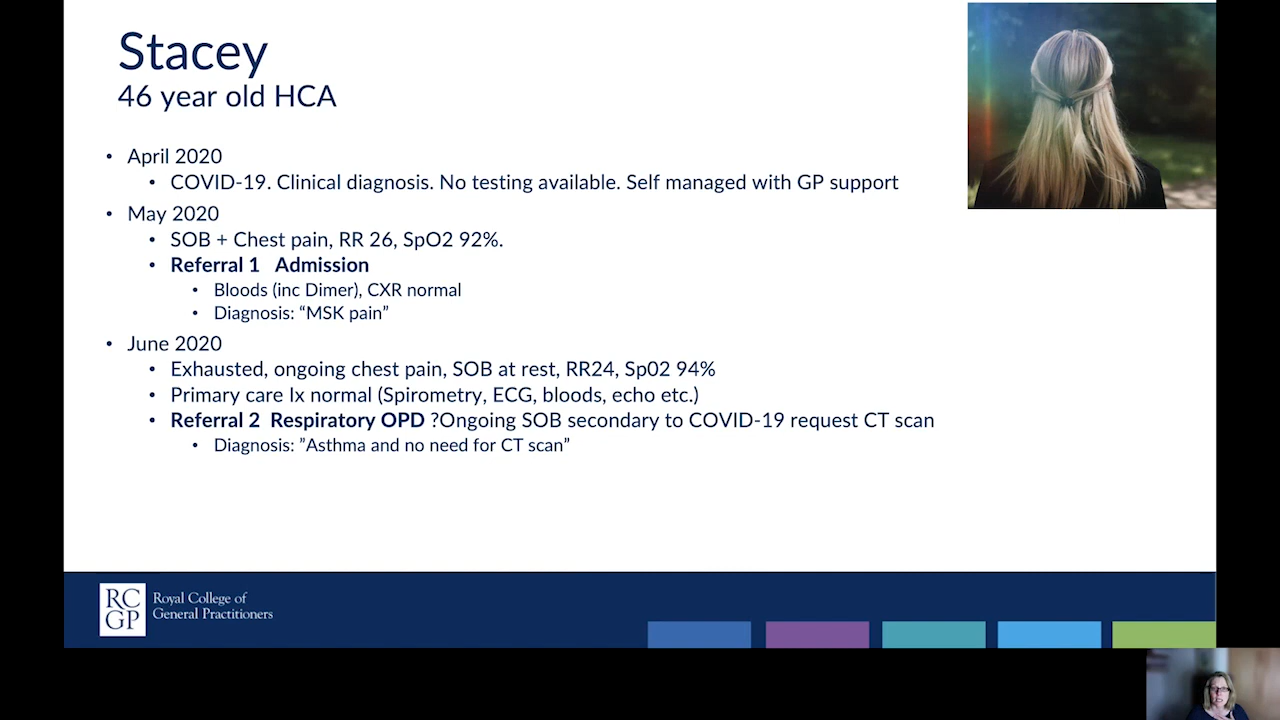 Stacey
46 year old HCA
• April 2020
• COVID-19. Clinical diagnosis. No testing available. Self managed with GP support
• May 2020
• SOB + Chest pain, RR 26, SpO2 92%.
• Referral 1 Admission
• Bloods (inc Dimer), CXR normal
• Diagnosis: “MSK pain”
• June 2020
• Exhausted, ongoing chest pain, SOB at rest, RR24, Sp02 94%
• Primary care Ix normal (Spirometry, ECG, bloods, echo etc.)
• Referral 2 Respiratory OPD ?Ongoing SOB secondary to COVID-19 request CT scan
• Diagnosis: ”Asthma and no need for CT scan”
RC
GP
Royal College of
General Practitioners